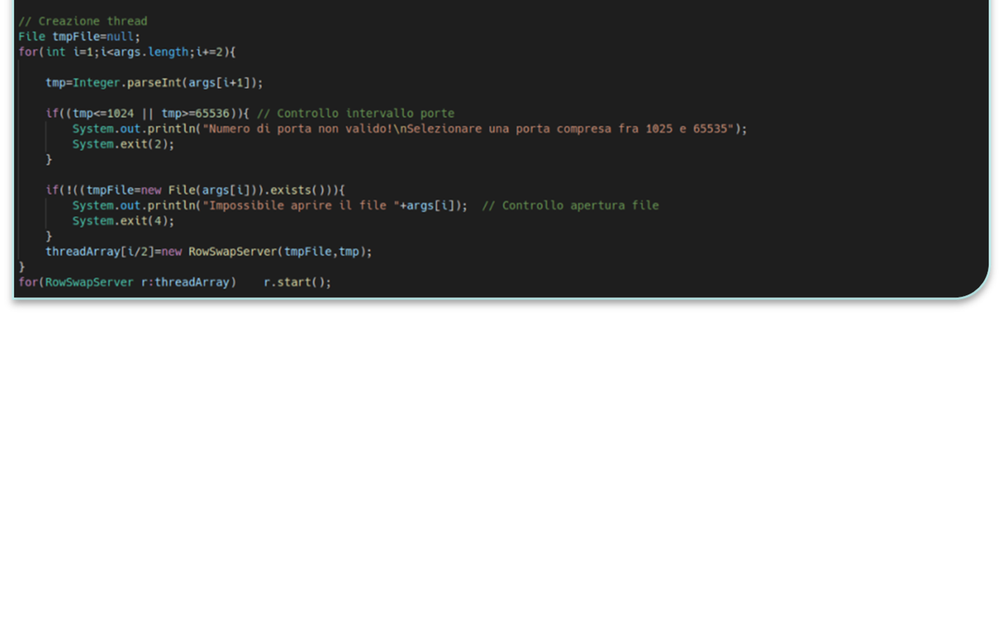 // Creazione thread
File tmpFile=null;
for(int i=1;i<args.length;i+=2){
tmp=Integer.parseInt(args[i+1]);
if((tmp<=1024 || tmp>=65536)){ // Controllo intervallo porte
System.out.println("Numero di porta non valido!\nSelezionare una porta compresa fra 1025 e 65535");
System.exit(2);
}
if(!((tmpFile=new File(args[i])).exists())){
System.out.println("Impossibile aprire il file "+args[i]);  // Controllo apertura file
System.exit(4);
}
threadArray[i/2]=new RowSwapServer(tmpFile,tmp);
}
for(RowSwapServer r:threadArray)    r.start();